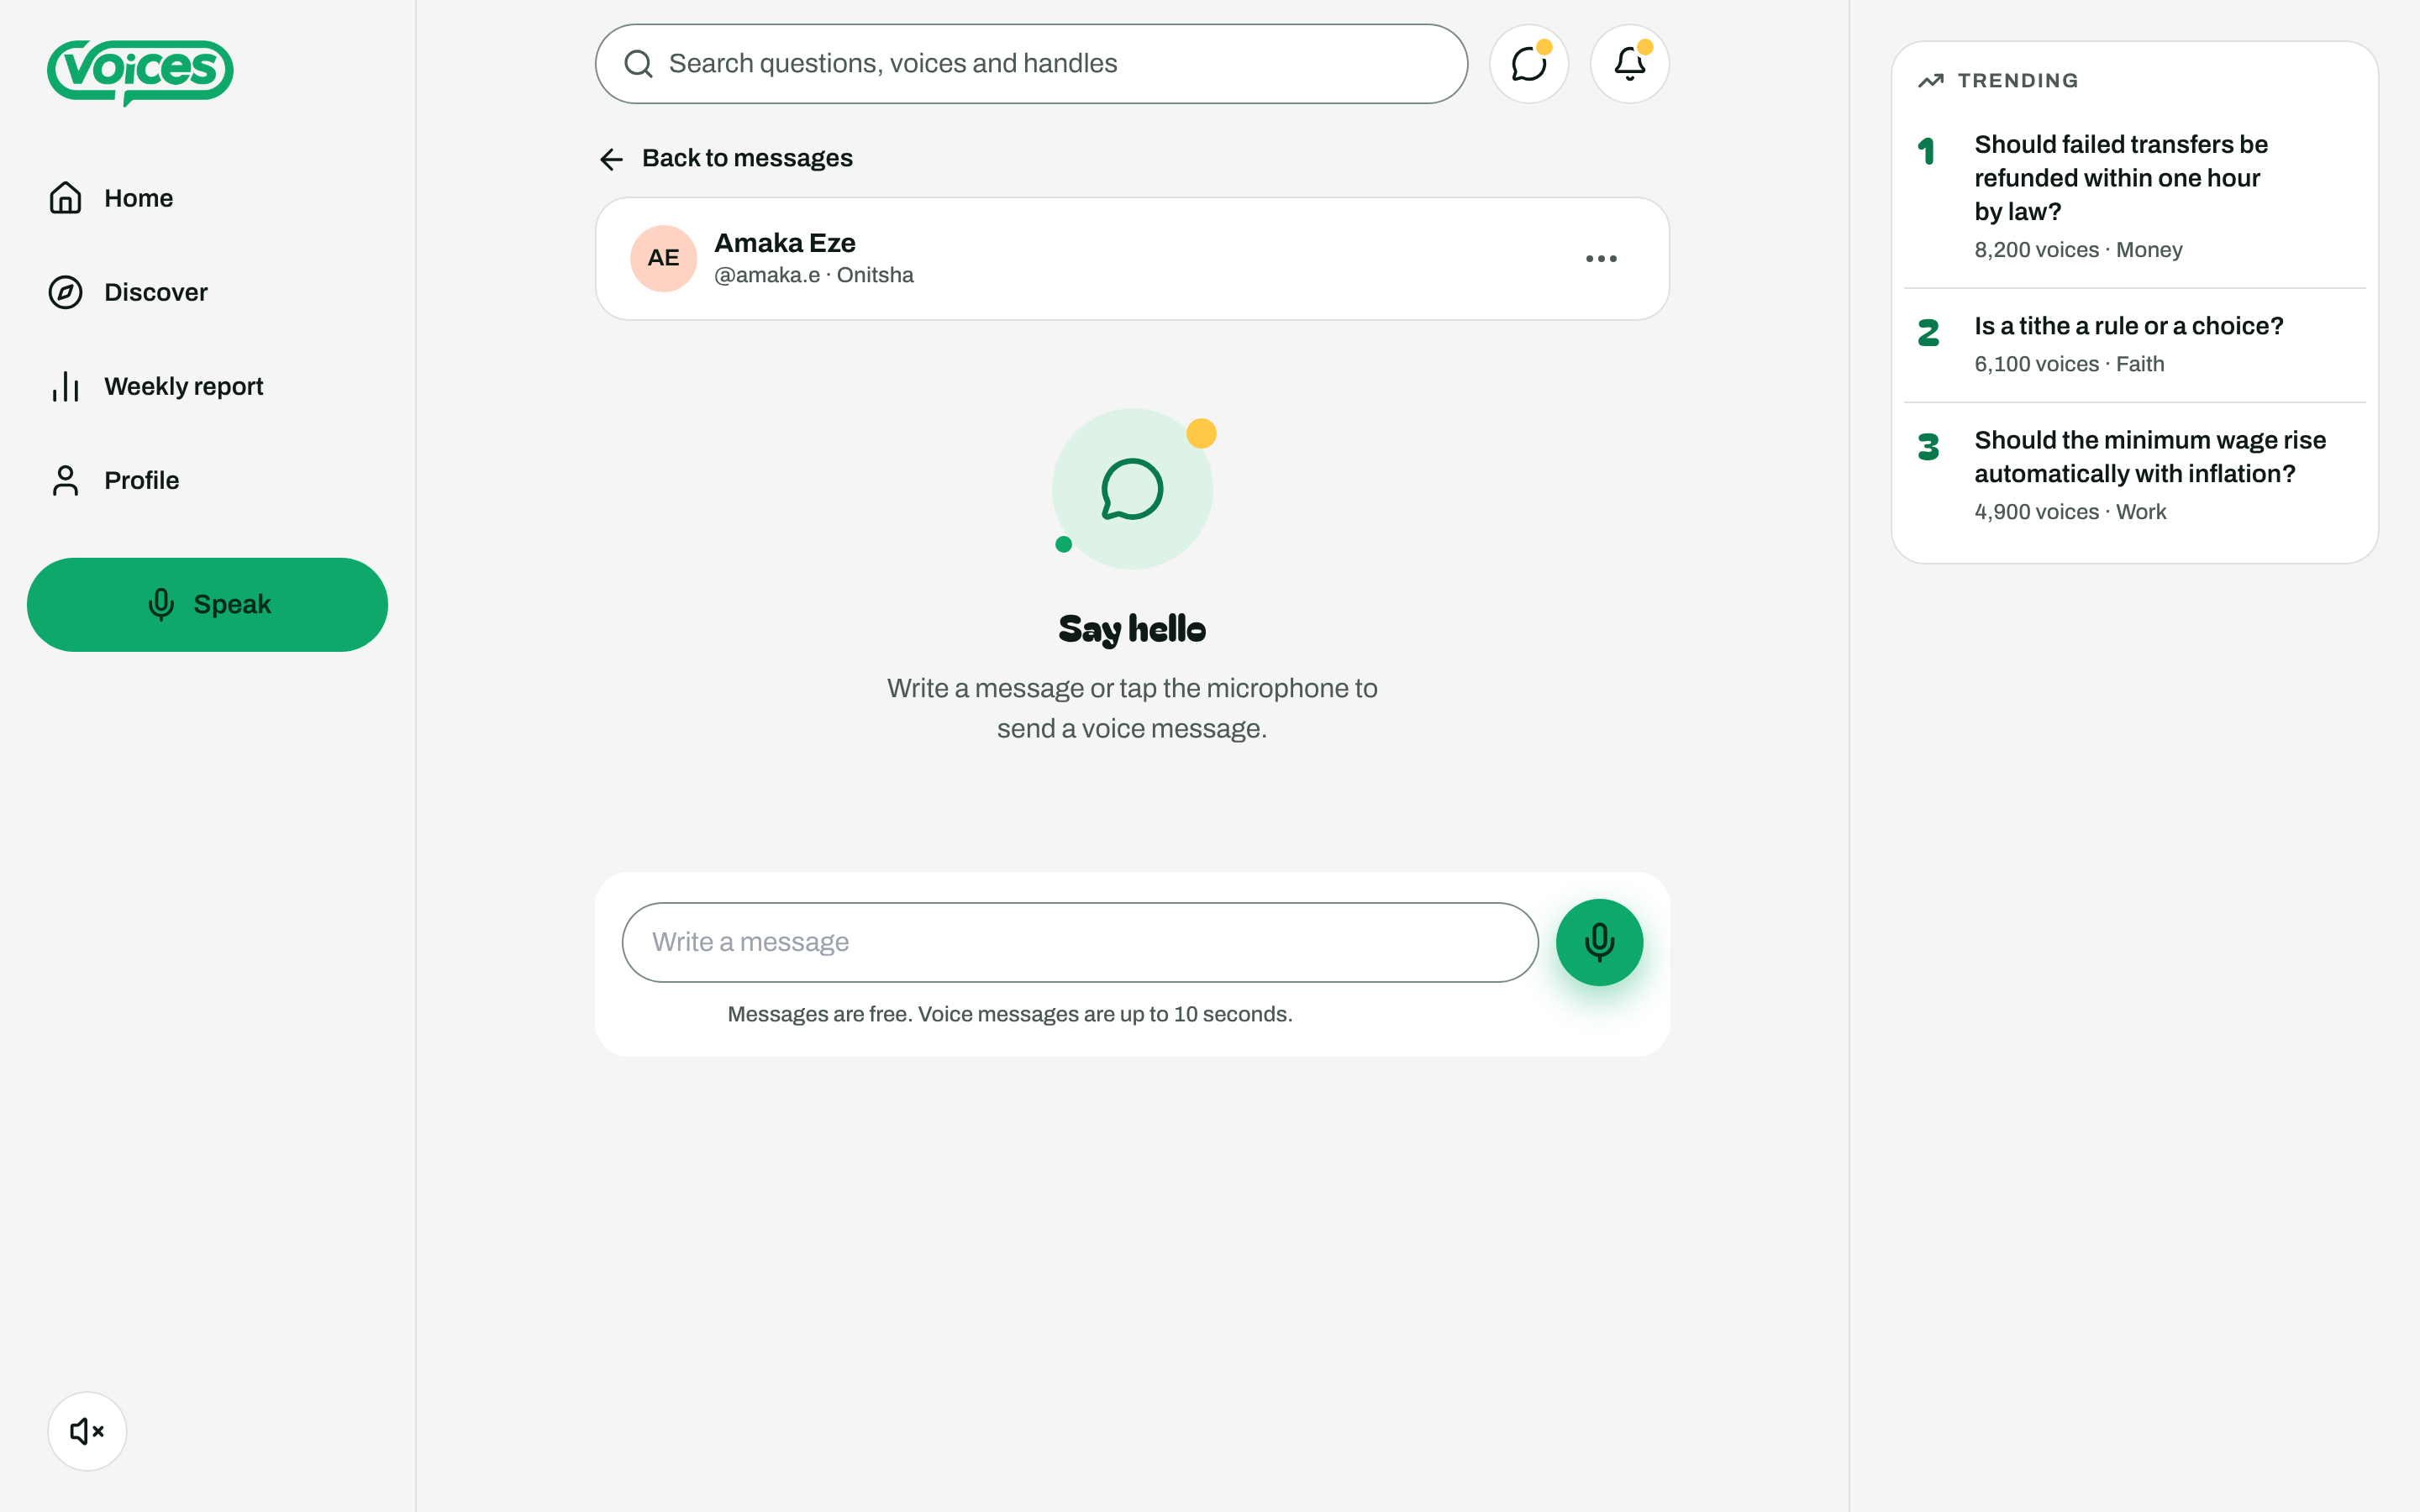 voices
Home
Discover
Weekly report
Profile
Speak
Search questions, voices and handles
Back to messages
AE
Amaka Eze
@amaka.e · Onitsha
Say hello
Write a message or tap the microphone to
send a voice message.
Write a message
Messages are free. Voice messages are up to 10 seconds.
TRENDING
1
Should failed transfers be
refunded within one hour
by law?
8,200 voices · Money
2
Is a tithe a rule or a choice?
6,100 voices · Faith
3
Should the minimum wage rise
automatically with inflation?
4,900 voices · Work